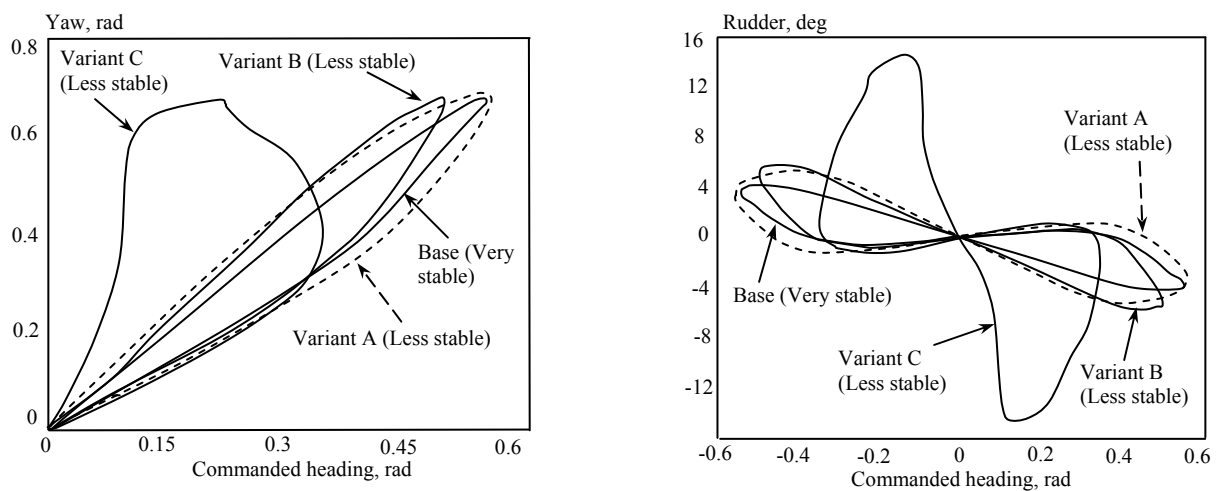 Yaw, rad
0.8
0.6
0.4
0.2
0
0
0.15
0.3
0.45
0.6
Commanded heading, rad
Variant C
(Less stable)
Variant B (Less stable)
Base (Very
stable)
Variant A (Less stable)
Rudder, deg
16
12
8
4
0
-4
-8
-12
-0.6
-0.4
-0.2
0
0.2
0.4
0.6
Commanded heading, rad
Variant A
(Less stable)
Base (Very stable)
Variant C
(Less stable)
Variant B
(Less stable)